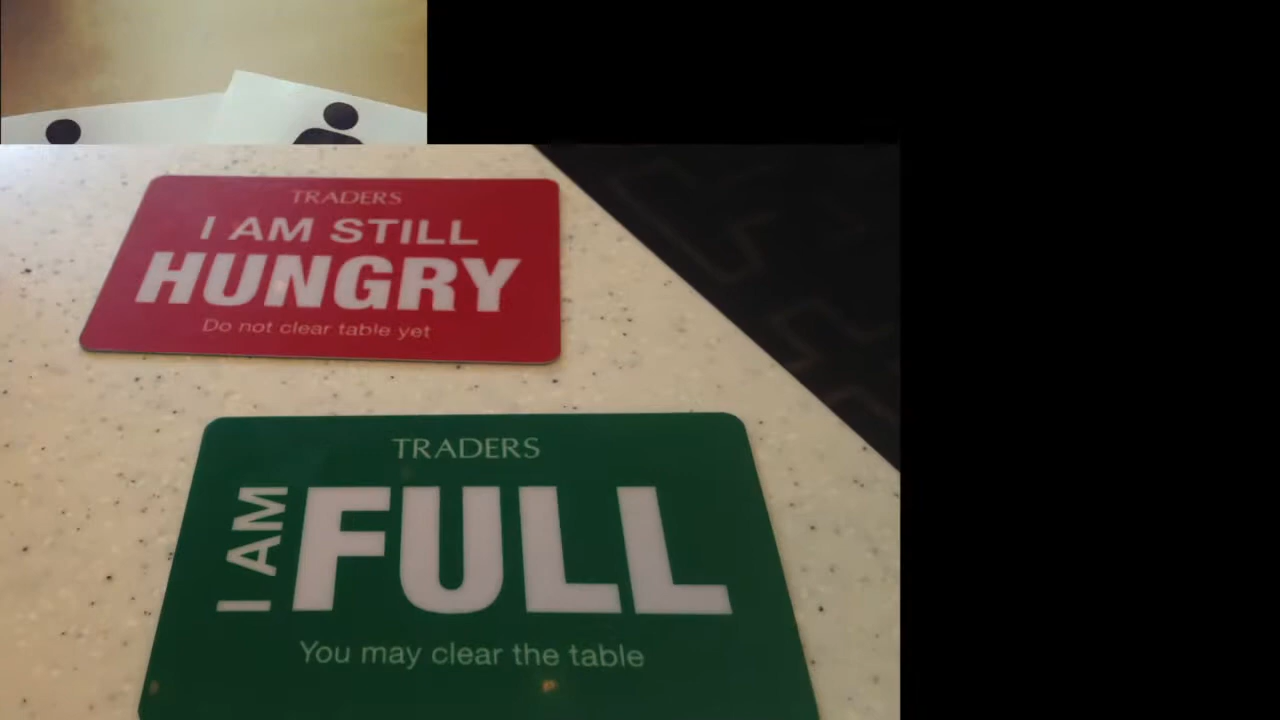 TRADERS
I AM STILL
HUNGRY
Do not clear table yet
TRADERS
I AM
FULL
You may clear the table